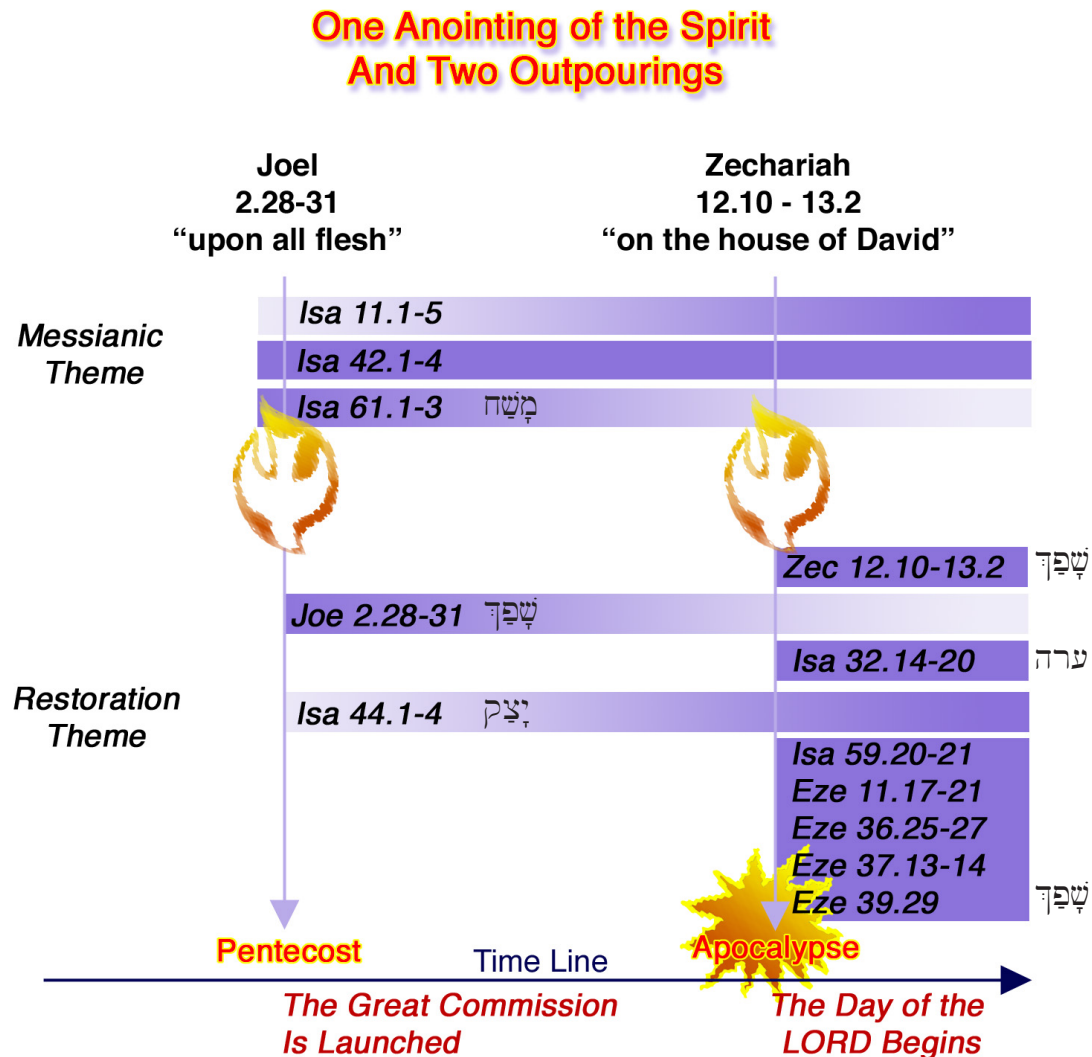 One Anointing of the Spirit
And Two Outpourings
Joel
2.28-31
“upon all flesh”
Zechariah
12.10 - 13.2
“on the house of David”
Messianic
Theme
Isa 11.1-5
Isa 42.1-4
Isa 61.1-3 מָשַׁח
Zec 12.10-13.2 שָׁפַךְ
Joe 2.28-31 שָׁפַךְ
Isa 32.14-20 ערה
Restoration
Theme
Isa 44.1-4 יָצַק
Isa 59.20-21
Eze 11.17-21
Eze 36.25-27
Eze 37.13-14
Eze 39.29 שָׁפַךְ
Pentecost
Apocalypse
Time Line
The Great Commission
Is Launched
The Day of the
LORD Begins